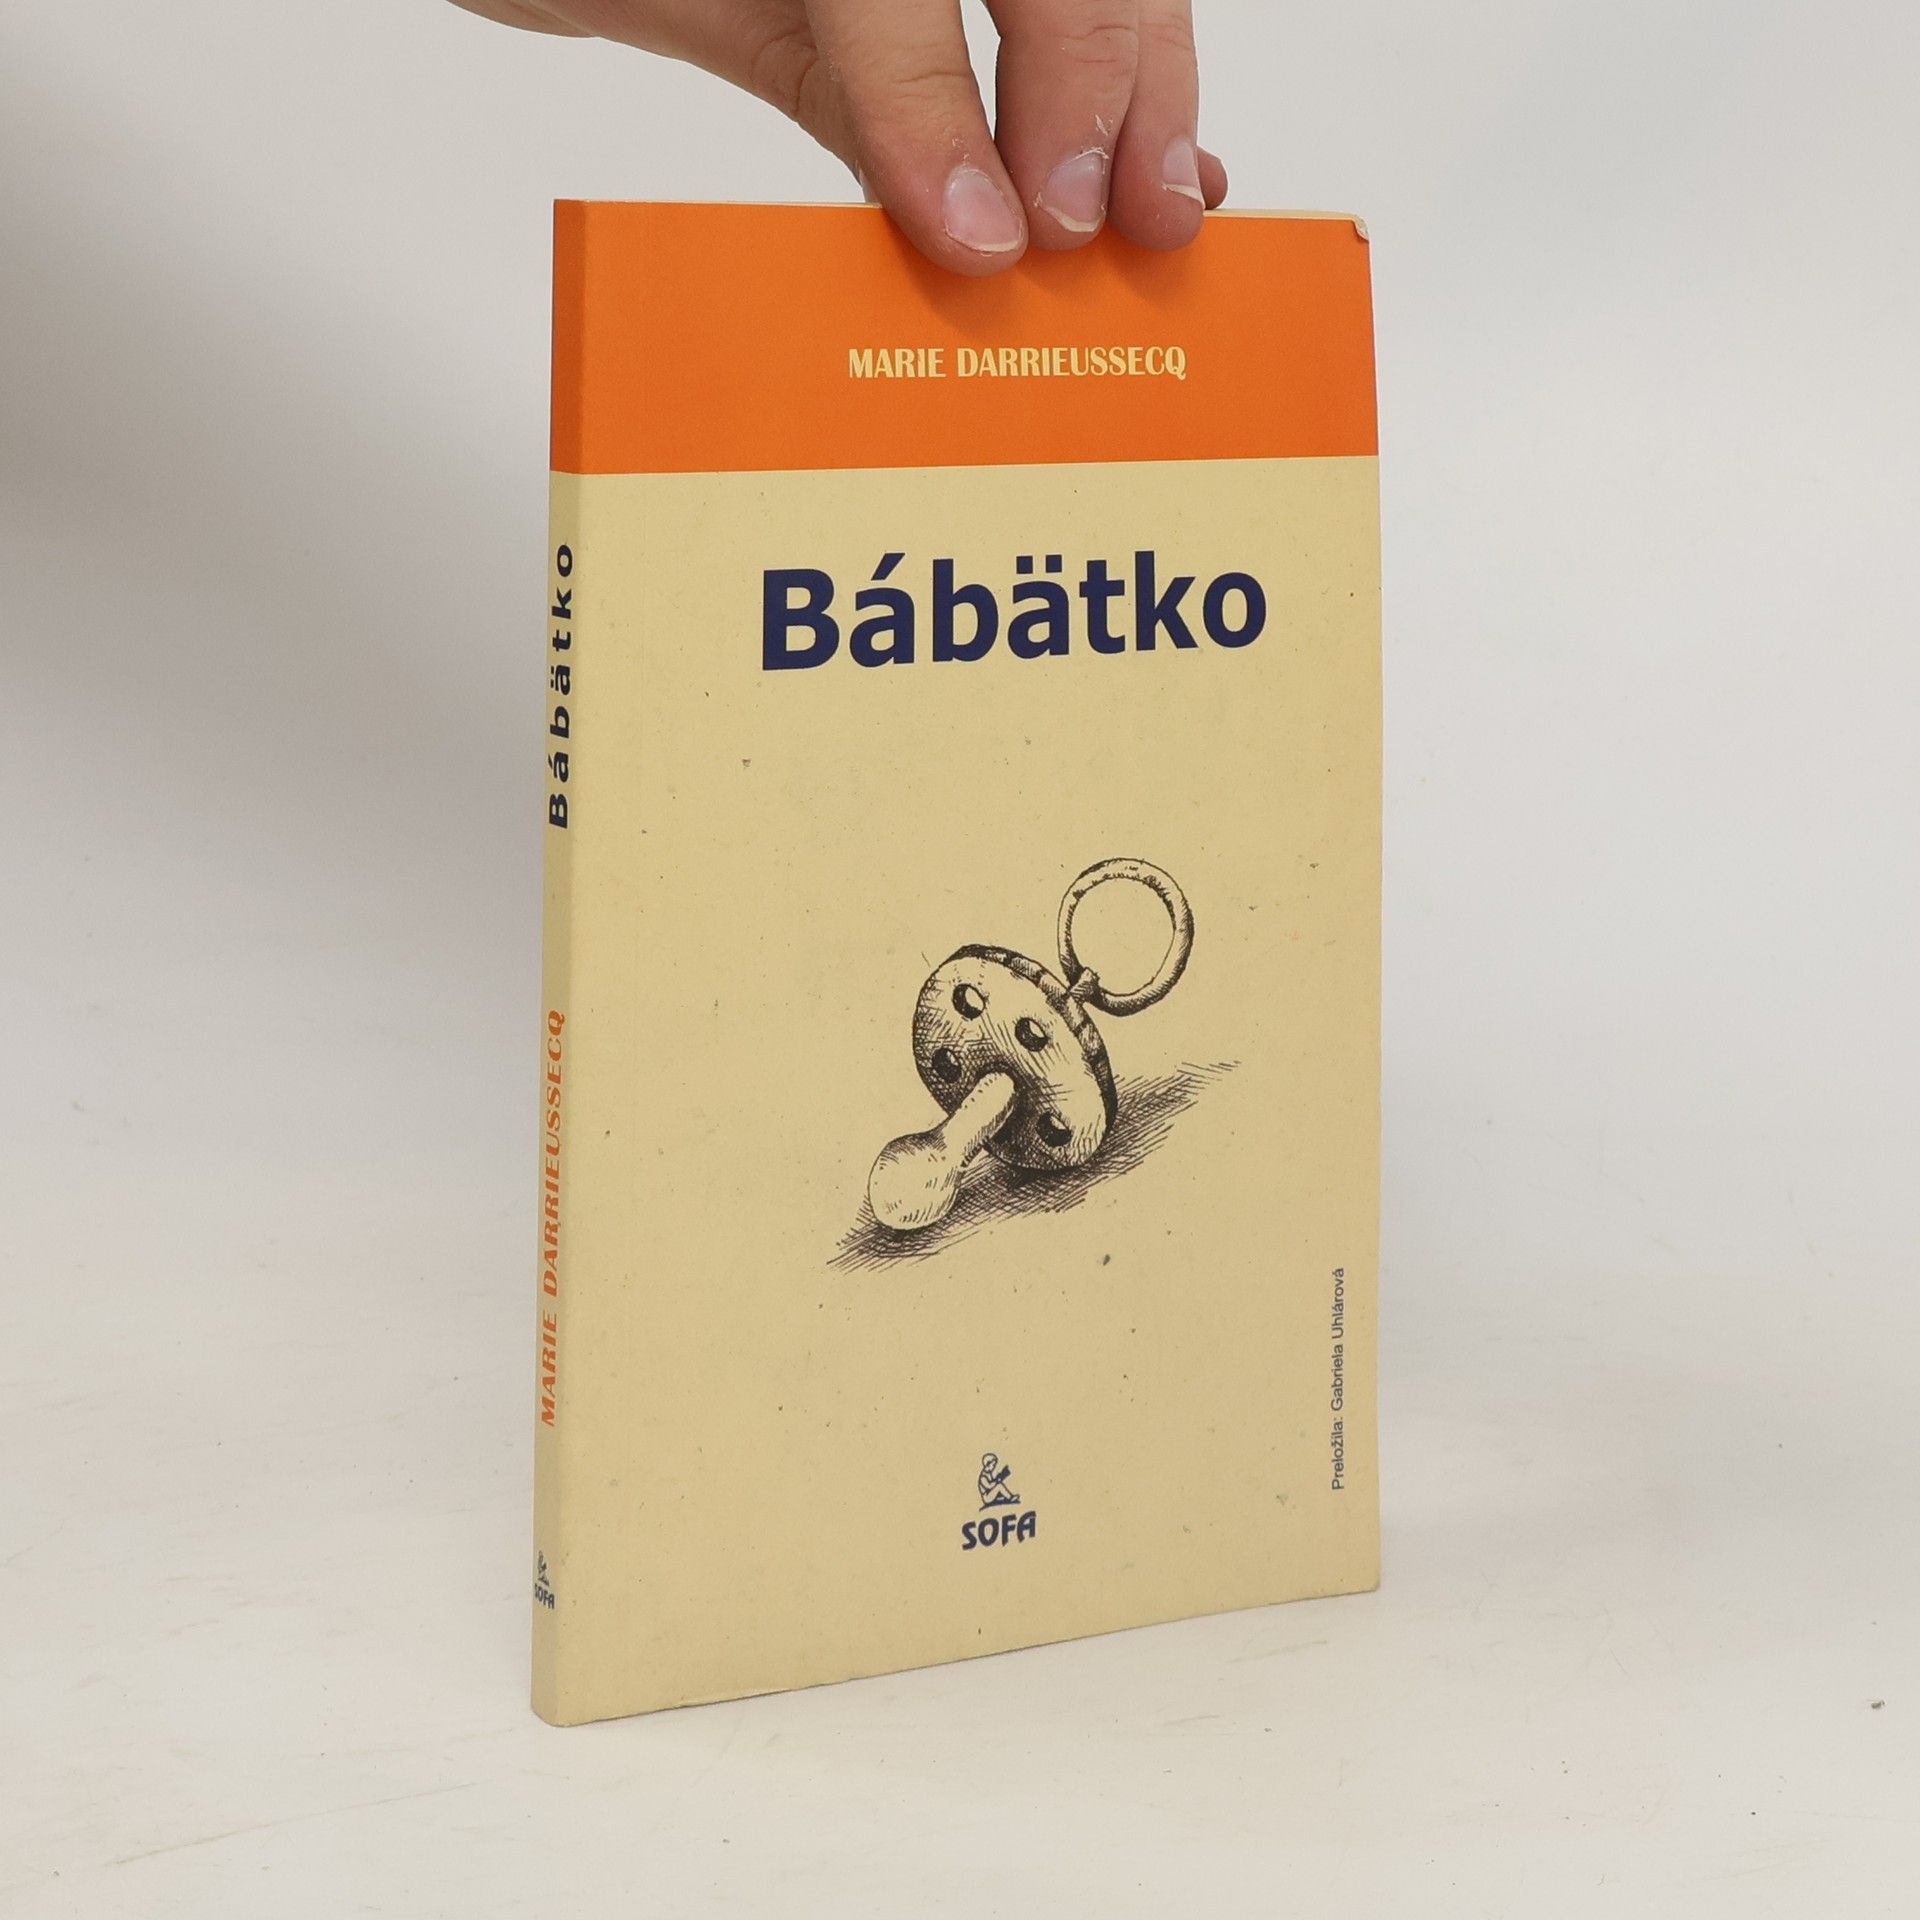 MARIE DARRIEUSSECQ
Bábätko
Preložila: Gabriela Uhlárová
SOFA
Bábätko
MARIE DARRIEUSSECQ
SOFA